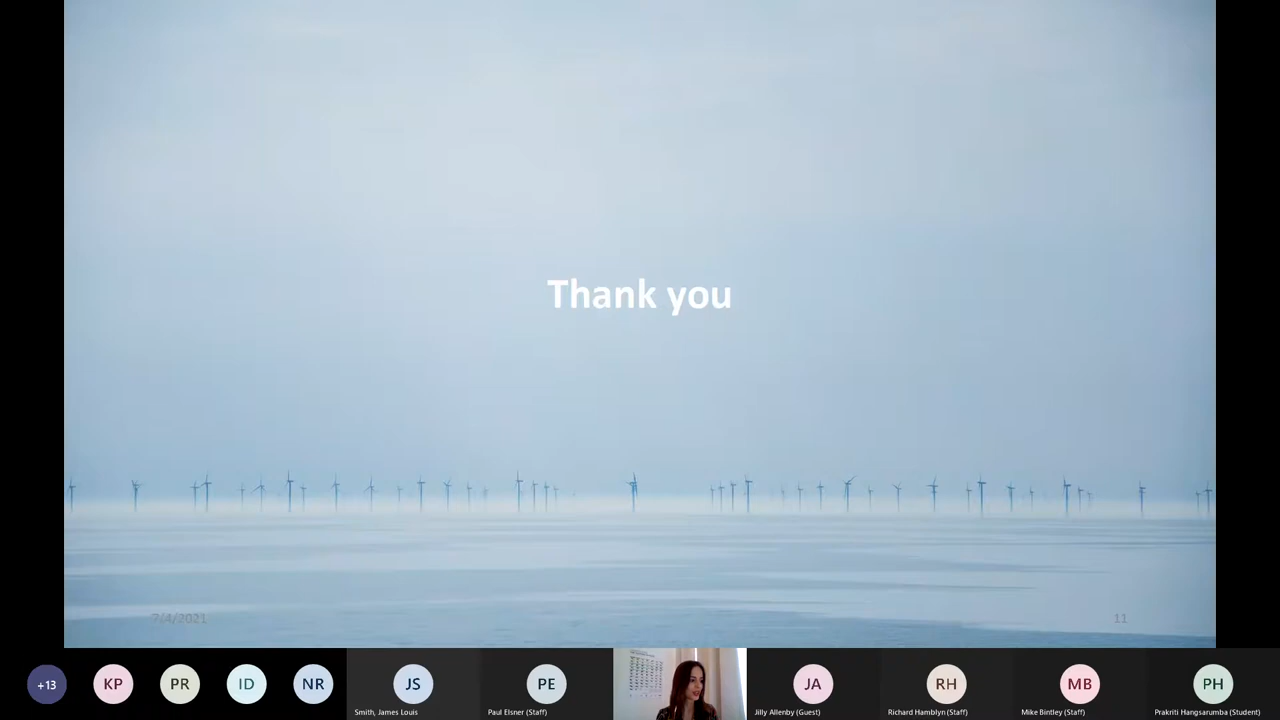 Thank you
7/4/2021
11
+13
KP
PR
ID
NR
JS
PE
JA
RH
MB
PH
Smith, James Louis
Paul Elsner (Staff)
Jilly Allenby (Guest)
Richard Hamblyn (Staff)
Mike Bintley (Staff)
Prakriti Hangsarumba (Student)